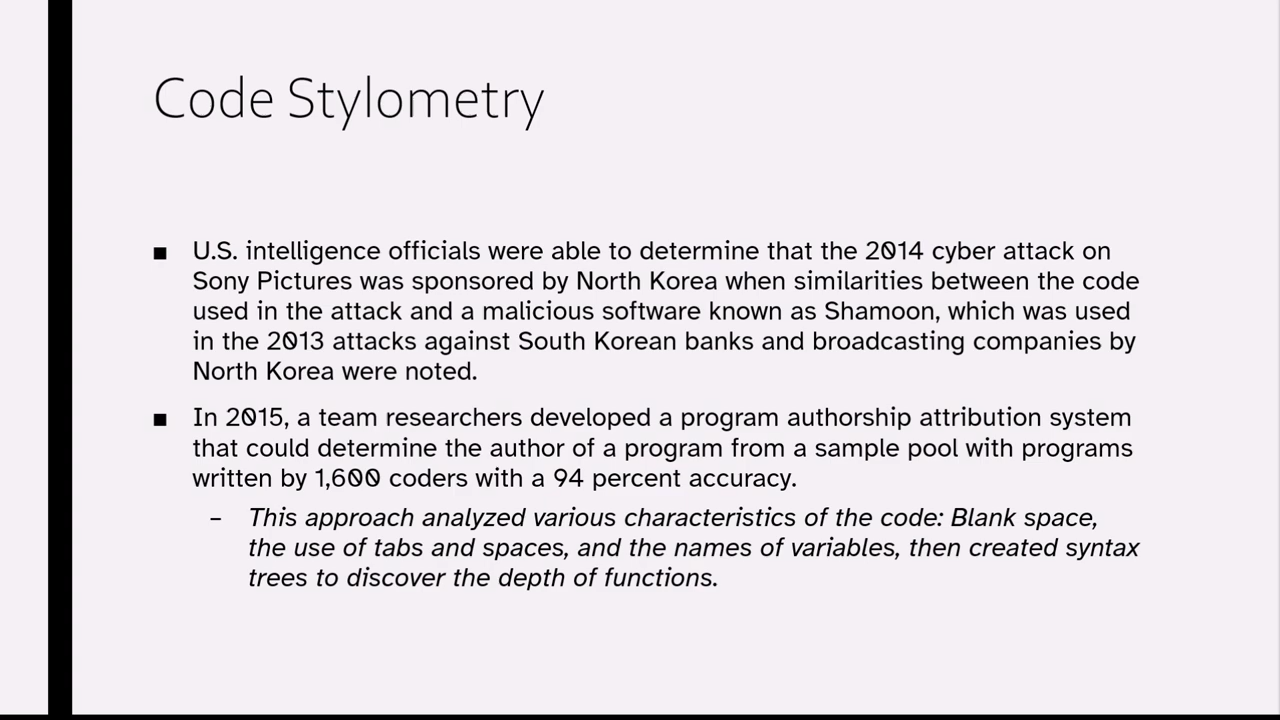 Code Stylometry
■ U.S. intelligence officials were able to determine that the 2014 cyber attack on
Sony Pictures was sponsored by North Korea when similarities between the code
used in the attack and a malicious software known as Shamoon, which was used
in the 2013 attacks against South Korean banks and broadcasting companies by
North Korea were noted.
■ In 2015, a team researchers developed a program authorship attribution system
that could determine the author of a program from a sample pool with programs
written by 1,600 coders with a 94 percent accuracy.
– This approach analyzed various characteristics of the code: Blank space,
the use of tabs and spaces, and the names of variables, then created syntax
trees to discover the depth of functions.